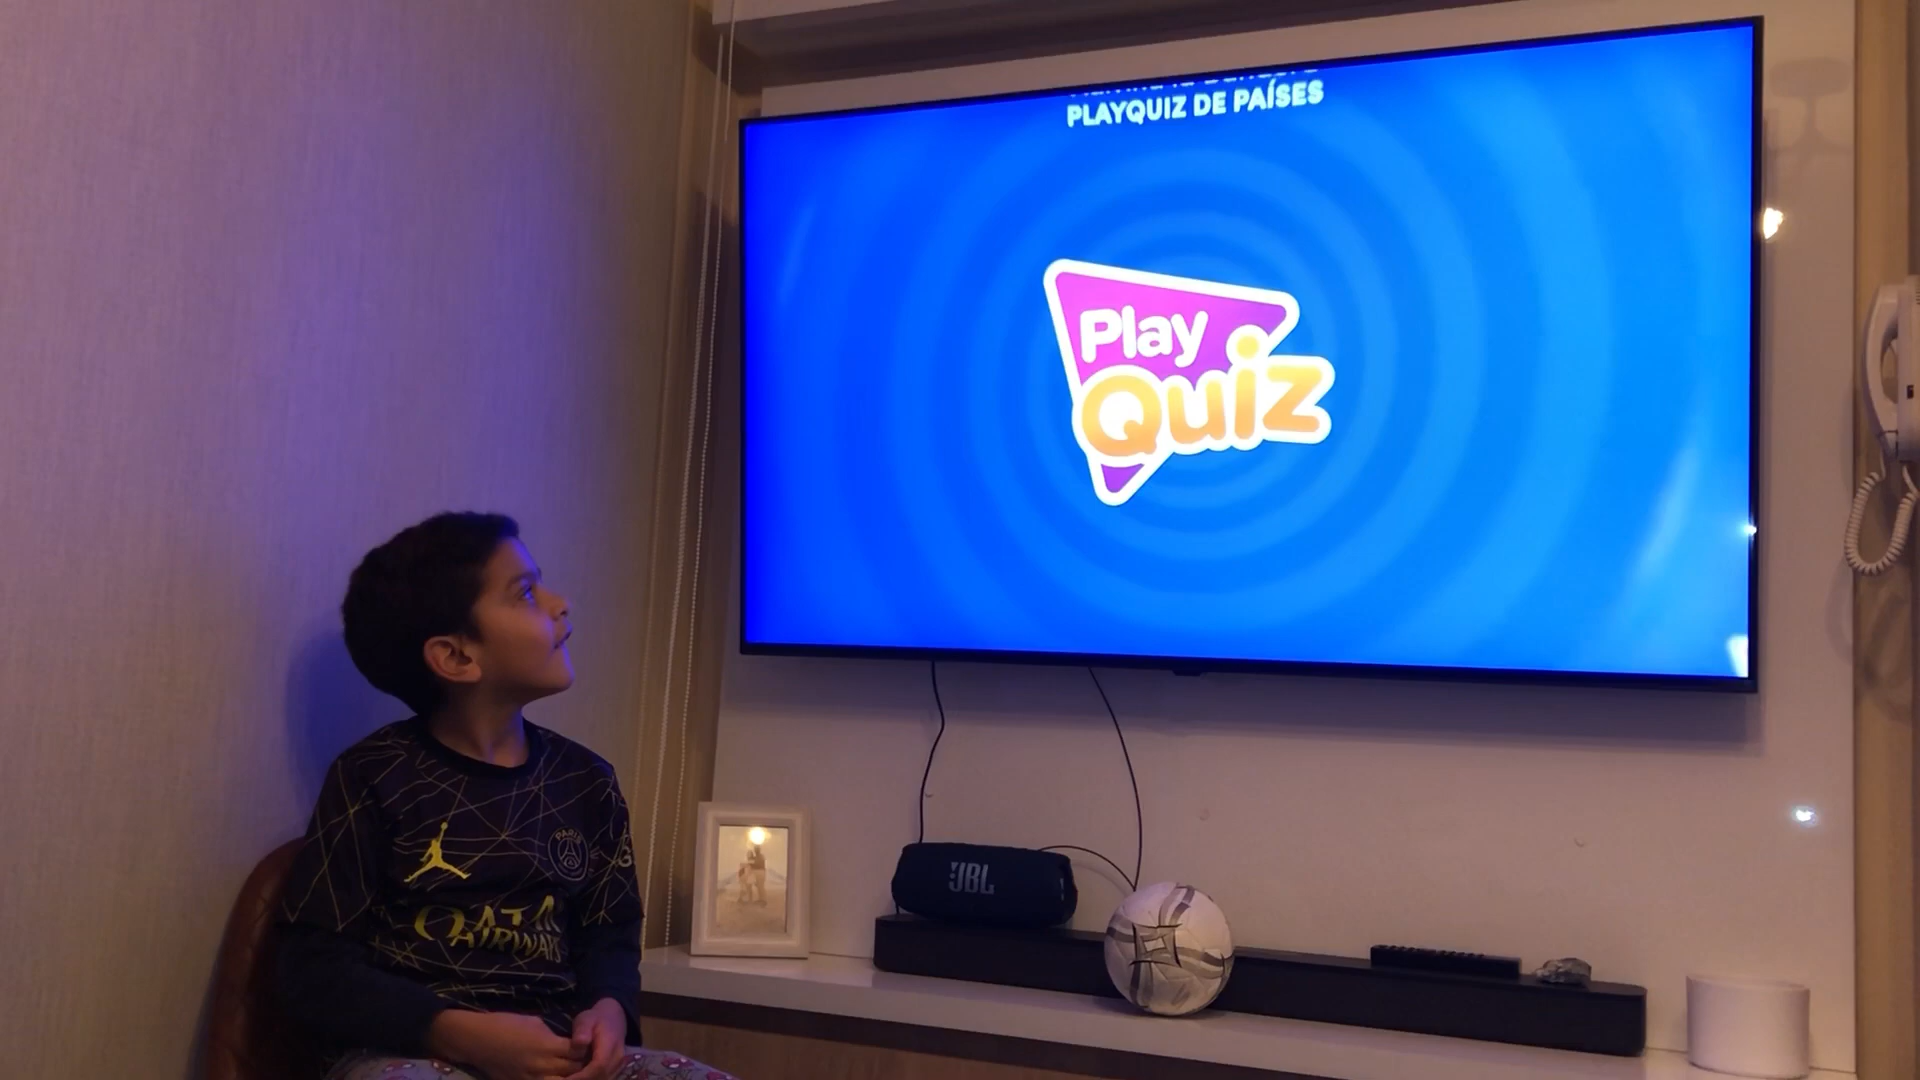 PLAYQUIZ DE PAÍSES
Play
Quiz
PARIS
QATAR
AIRWAYS
JBL